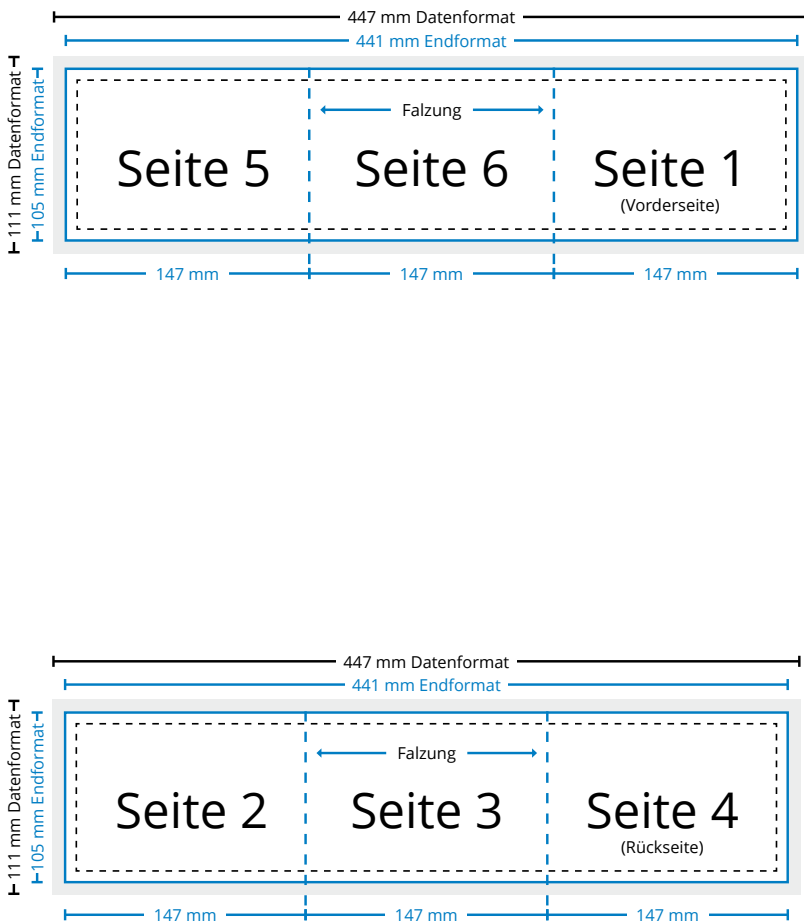 447 mm Datenformat
441 mm Endformat
111 mm Datenformat
105 mm Endformat
Falzung
Seite 5
Seite 6
Seite 1
(Vorderseite)
147 mm
147 mm
147 mm
447 mm Datenformat
441 mm Endformat
111 mm Datenformat
105 mm Endformat
Falzung
Seite 2
Seite 3
Seite 4
(Rückseite)
147 mm
147 mm
147 mm